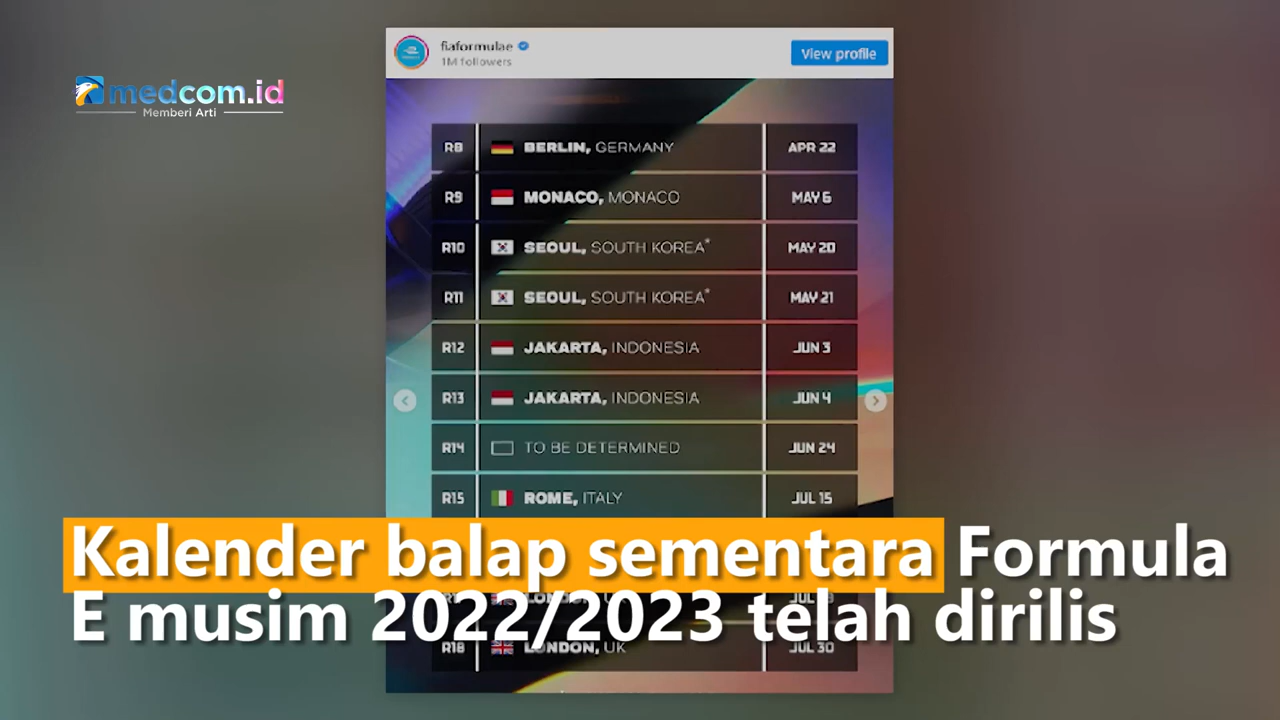 fiaformulae
1M followers
View profile
medcom.id
Memberi Arti
R8 BERLIN, GERMANY APR 22
R9 MONACO, MONACO MAY 6
R10 SEOUL, SOUTH KOREA* MAY 20
R11 SEOUL, SOUTH KOREA* MAY 21
R12 JAKARTA, INDONESIA JUN 3
R13 JAKARTA, INDONESIA JUN 4
R14 TO BE DETERMINED JUN 24
R15 ROME, ITALY JUL 15
Kalender balap sementara Formula
E musim 2022/2023 telah dirilis
R18 LONDON, UK JUL 30